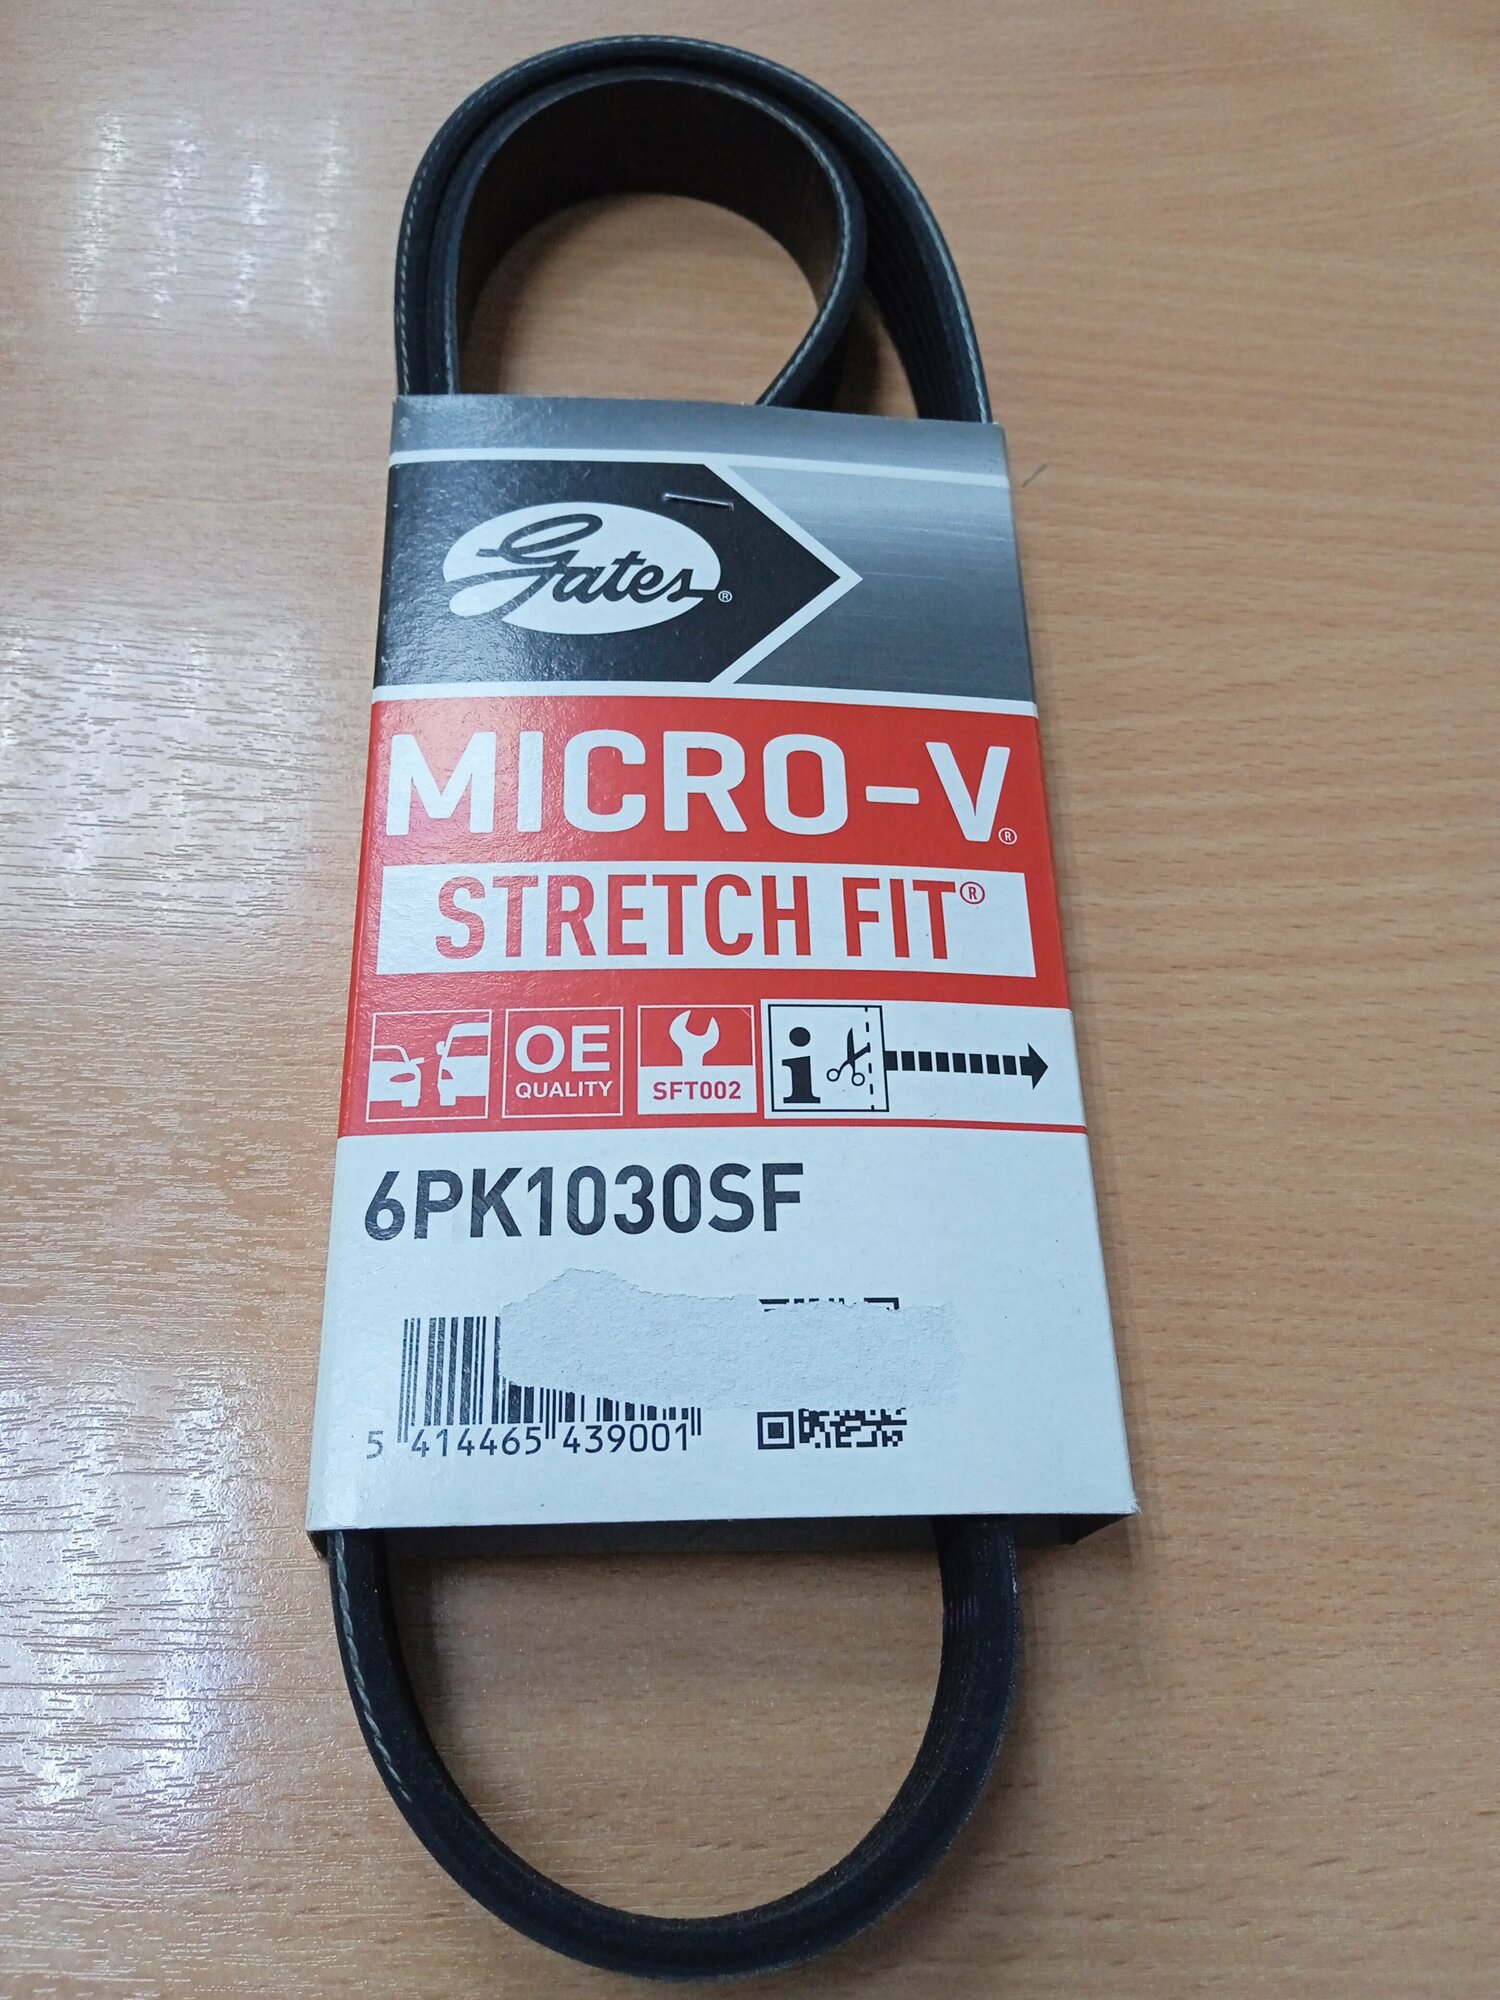 Gates®
MICRO-V®
STRETCH FIT®
OE
QUALITY
SFT002
i
6PK1030SF
5 414465 439001